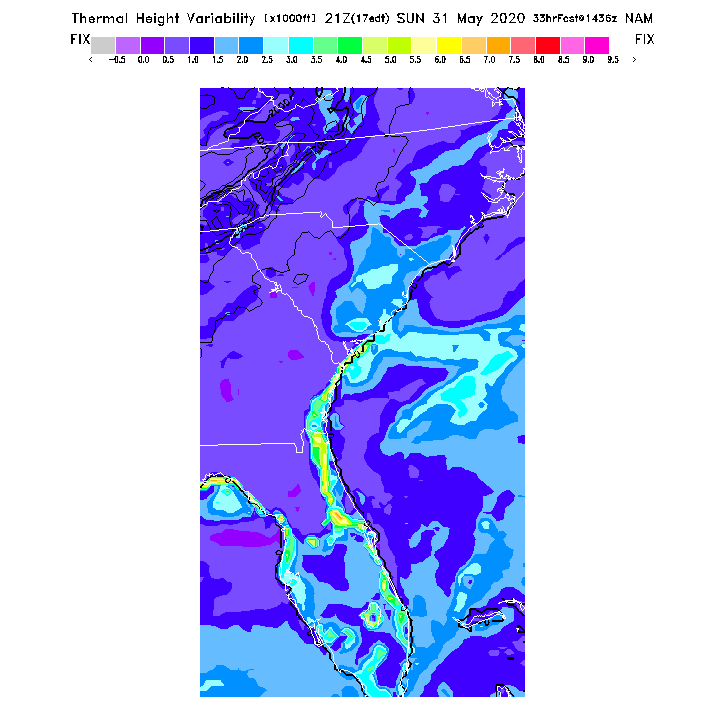 Thermal Height Variability [x1000ft] 21Z(17edt) SUN 31 May 2020 33hrFcst@1436z NAM
FIX FIX
< -0.5 0.0 0.5 1.0 1.5 2.0 2.5 3.0 3.5 4.0 4.5 5.0 5.5 6.0 6.5 7.0 7.5 8.0 8.5 9.0 9.5 >